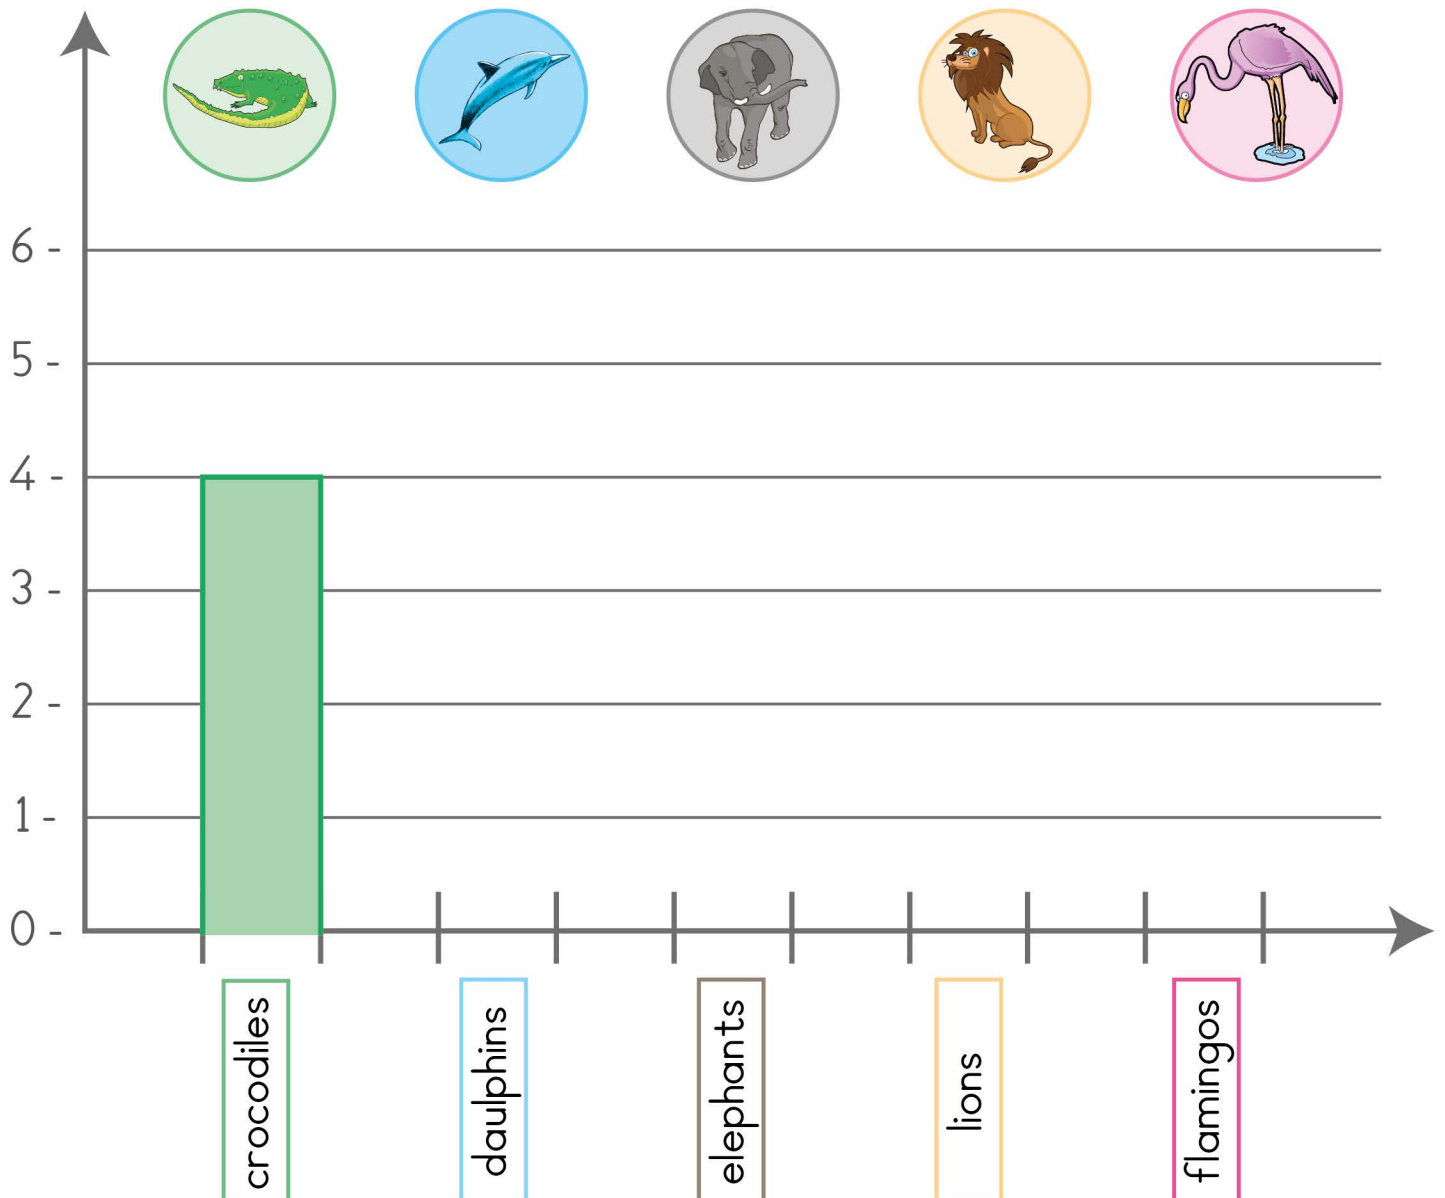 6 -
5 -
4 -
3 -
2 -
1 -
0 -
crocodiles
daulphins
elephants
lions
flamingos